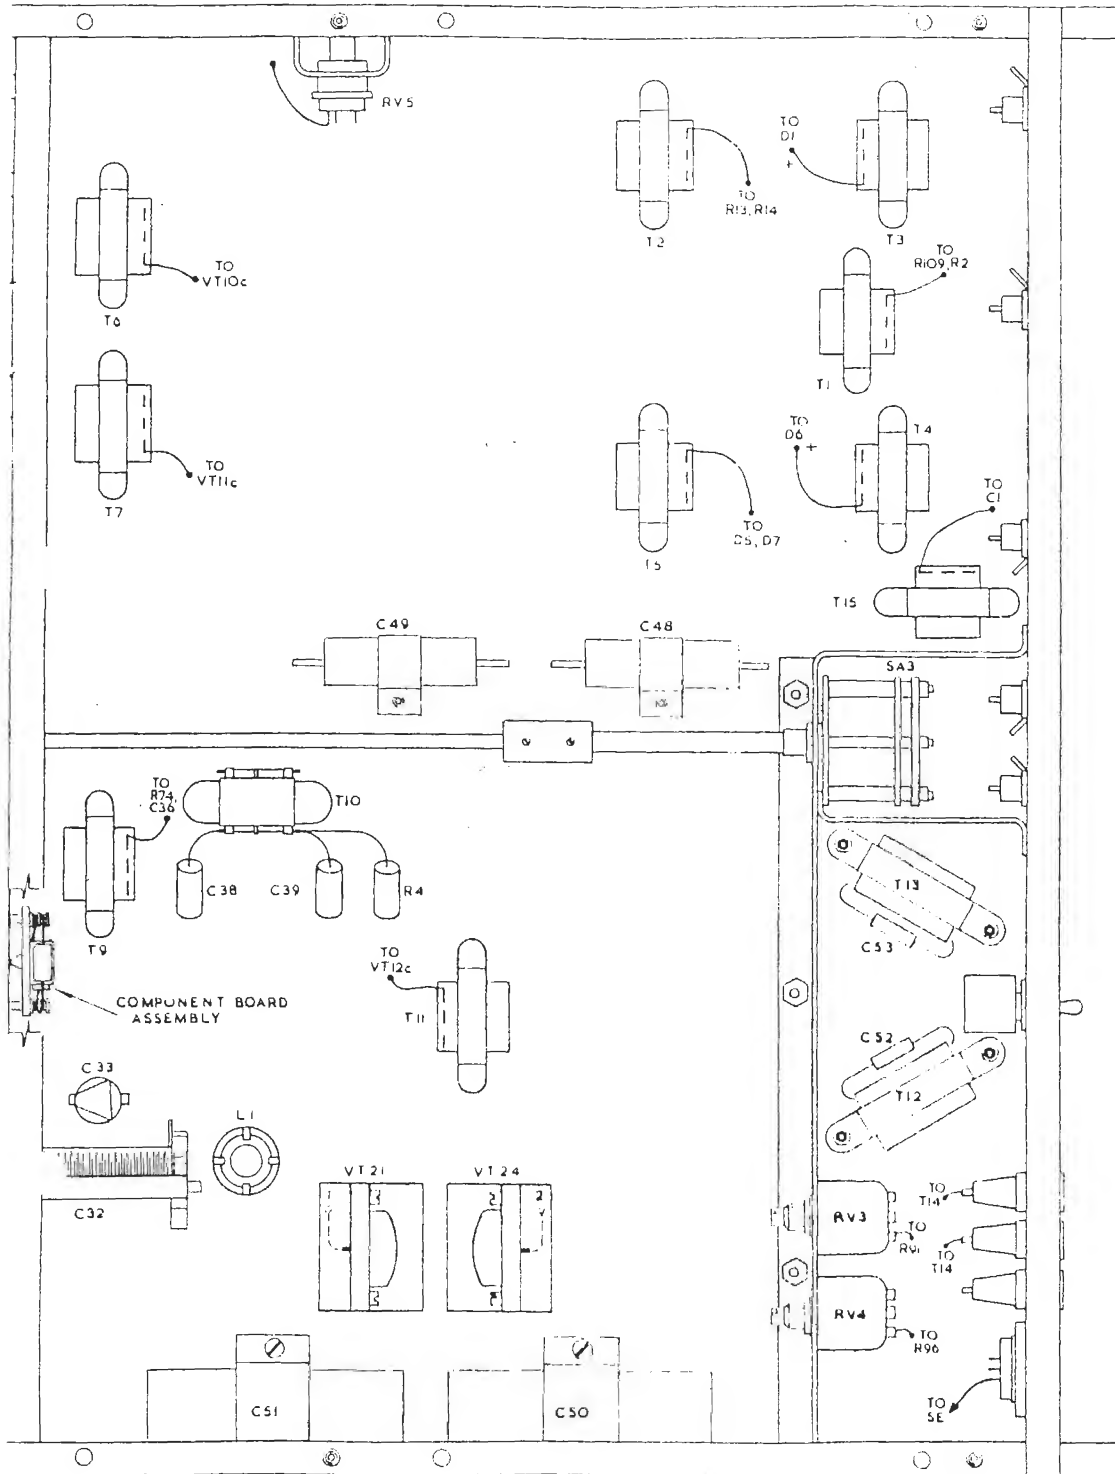 RV5
TO
D1
+
TO
R13, R14
T2
T3
TO
R109, R2
TO
VT10c
T6
T1
TO
D6
+
T4
TO
VT11c
T7
TO
C1
TO
D5, D7
T5
T15
C49
C48
SA3
TO
R74,
C36
T10
C38
C39
R4
T13
T9
C53
TO
VT12c
COMPONENT BOARD
ASSEMBLY
T11
C52
C33
T12
L1
VT21
VT24
TO
T14
C32
RV3
TO
R91
TO
T14
RV4
TO
R96
C51
C50
TO
SE